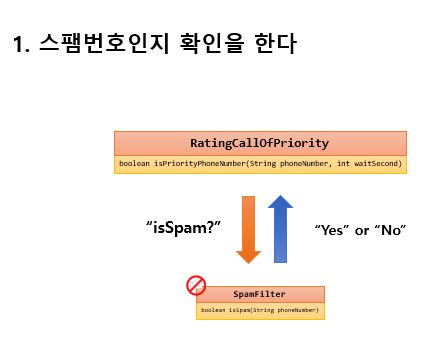 1. 스팸번호인지 확인을 한다
RatingCallOfPriority
boolean isPriorityPhoneNumber(String phoneNumber, int waitSecond)
“isSpam?”
“Yes” or “No”
SpamFilter
boolean isSpam(String phoneNumber)